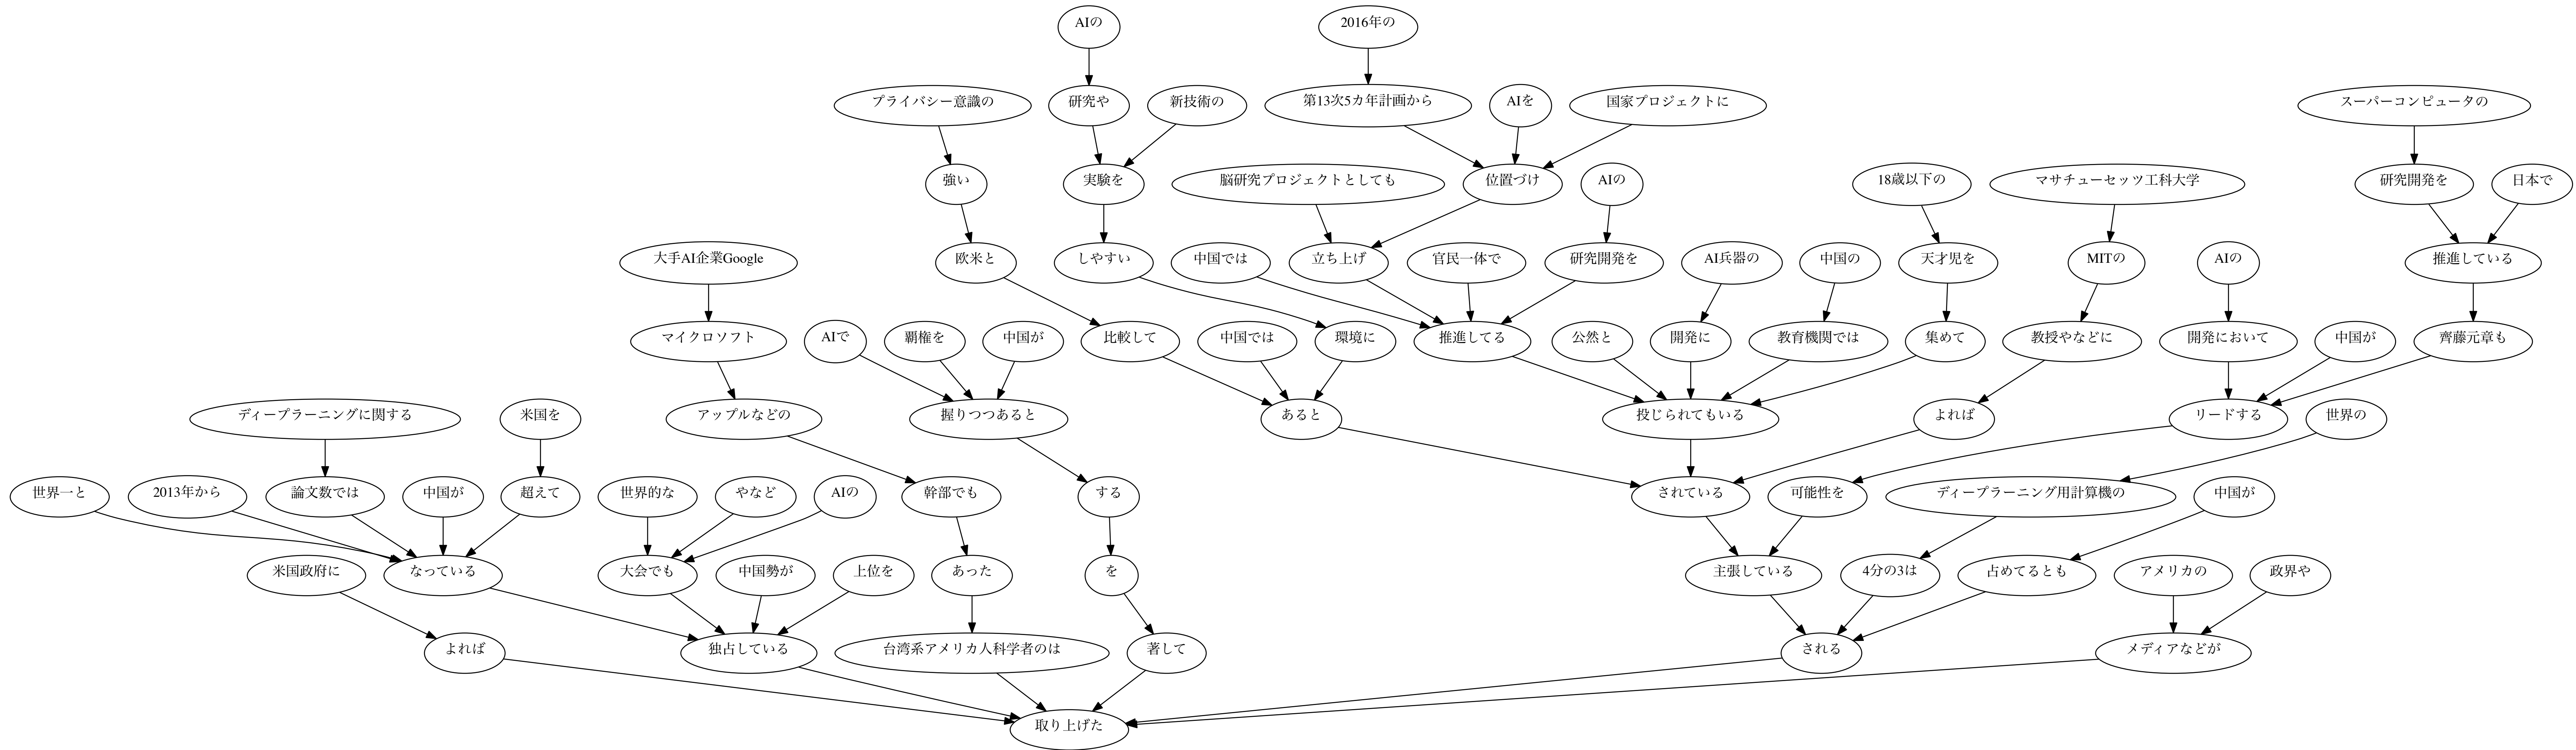 AIの
2016年の
プライバシー意識の
研究や
新技術の
第13次5カ年計画から
AIを
国家プロジェクトに
スーパーコンピュータの
強い
実験を
脳研究プロジェクトとしても
位置づけ
AIの
18歳以下の
マサチューセッツ工科大学
研究開発を
日本で
大手AI企業Google
欧米と
しやすい
中国では
立ち上げ
官民一体で
研究開発を
AI兵器の
中国の
天才児を
MITの
AIの
推進している
マイクロソフト
AIで
覇権を
中国が
比較して
中国では
環境に
推進してる
公然と
開発に
教育機関では
集めて
教授やなどに
開発において
中国が
齊藤元章も
ディープラーニングに関する
米国を
アップルなどの
握りつつあると
あると
投じられてもいる
よれば
リードする
世界の
世界一と
2013年から
論文数では
中国が
超えて
世界的な
やなど
AIの
幹部でも
する
されている
可能性を
ディープラーニング用計算機の
中国が
米国政府に
なっている
大会でも
中国勢が
上位を
あった
を
主張している
4分の3は
占めてるとも
アメリカの
政界や
よれば
独占している
台湾系アメリカ人科学者のは
著して
される
メディアなどが
取り上げた